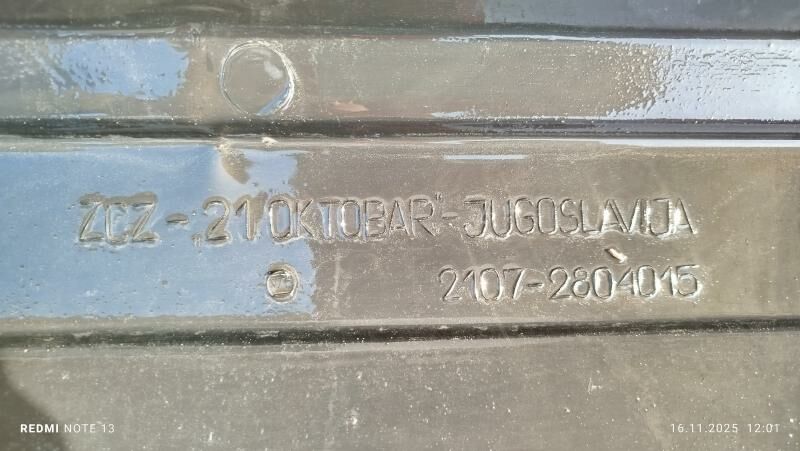 ZCZ - „21 OKTOBAR" - JUGOSLAVIJA
2107-2804015
REDMI NOTE 13
16.11.2025 12:01